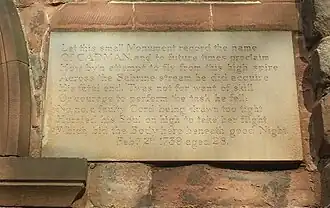 Let this small Monument record the name
of CADMAN, and to future times proclaim
How by'n attempt to fly from this high spire
Across the Sabrine stream he did acquire
His fatal end. 'Twas not for want of skill
Or courage to perform the task he fell:
No, no, a faulty Cord being drawn too tight
Hurried his Soul on high to take her flight
Which bid the Body here beneath good Night.
Feb.ry 2nd 1739 aged 28.